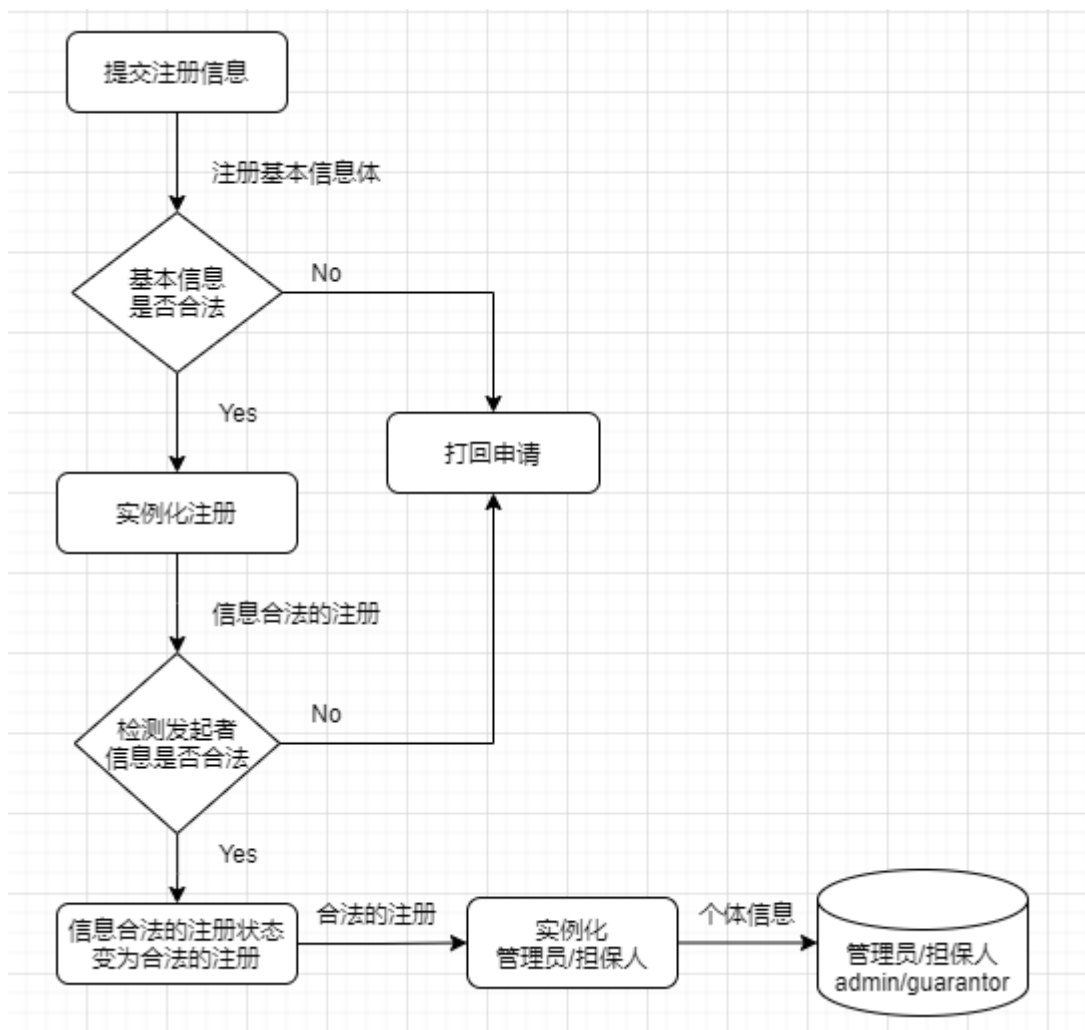 提交注册信息
注册基本信息体
基本信息
是否合法
No
Yes
打回申请
实例化注册
信息合法的注册
检测发起者
信息是否合法
No
Yes
信息合法的注册状态
变为合法的注册
合法的注册
实例化
管理员/担保人
个体信息
管理员/担保人
admin/guarantor